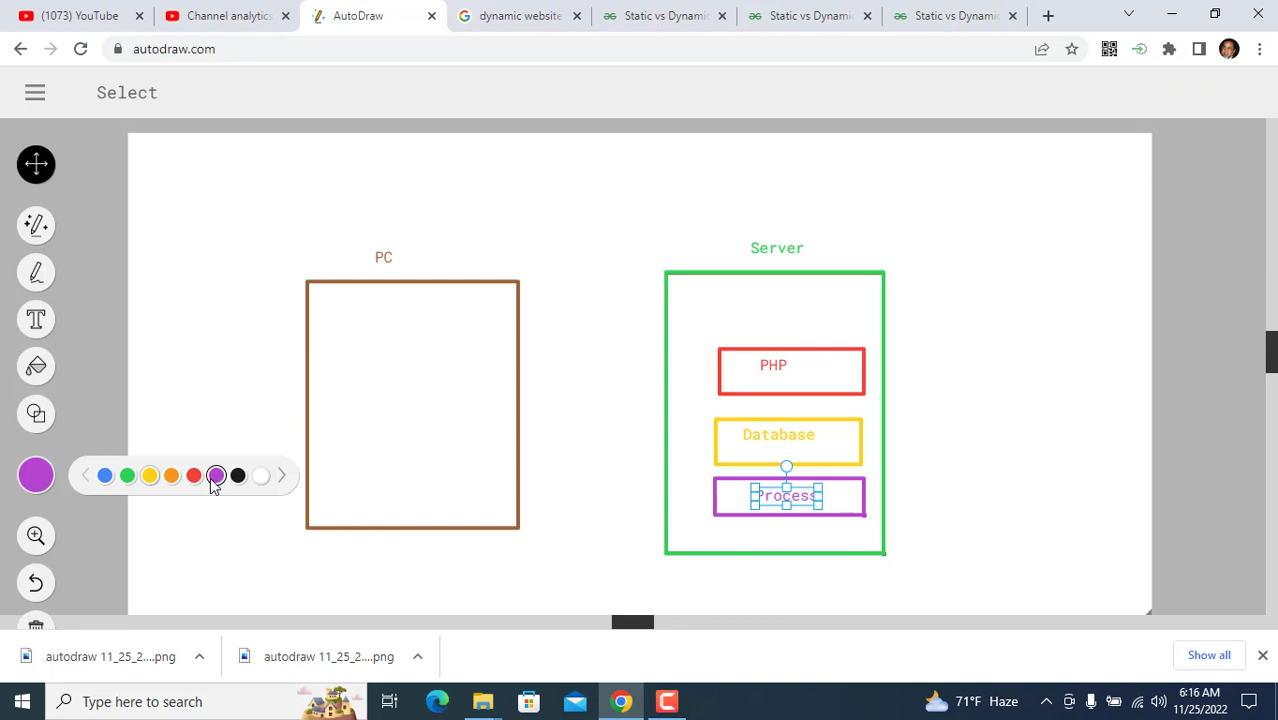 (1073) YouTube
Channel analytics
AutoDraw
dynamic website
Static vs Dynamic
Static vs Dynamic
Static vs Dynamic
autodraw.com
Select
PC
Server
PHP
Database
Process
autodraw 11_25_2....png
autodraw 11_25_2....png
Show all
Type here to search
71°F Haze
6:16 AM
11/25/2022